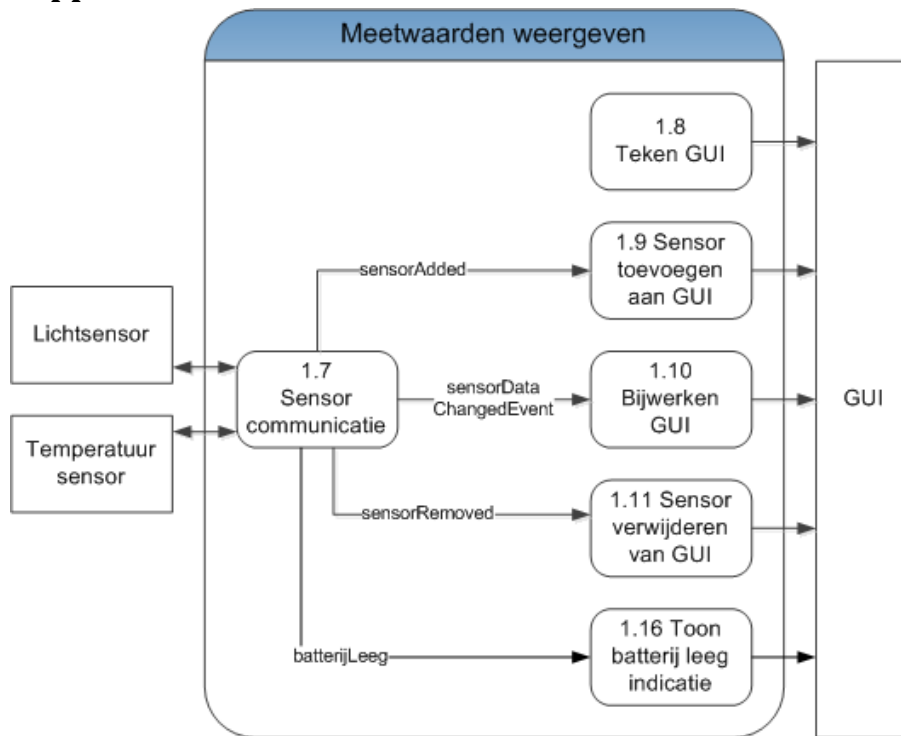 Meetwaarden weergeven
1.8
Teken GUI
sensorAdded
1.9 Sensor
toevoegen
aan GUI
Lichtsensor
1.7
Sensor
communicatie
sensorData
ChangedEvent
1.10
Bijwerken
GUI
GUI
Temperatuur
sensor
sensorRemoved
1.11 Sensor
verwijderen
van GUI
batterijLeeg
1.16 Toon
batterij leeg
indicatie